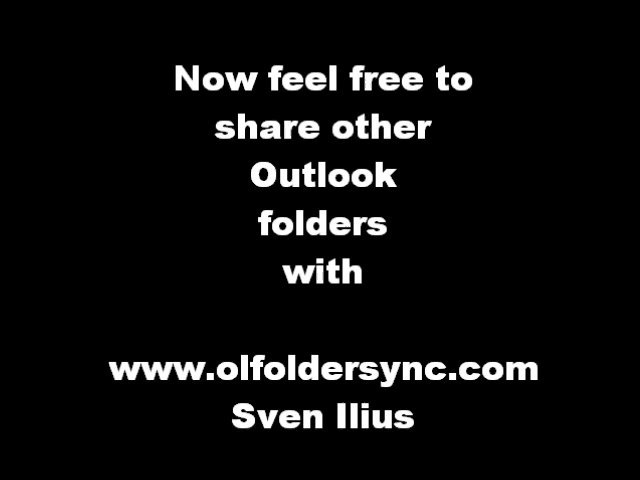 Now feel free to
share other
Outlook
folders
with
www.olfoldersync.com
Sven Ilius